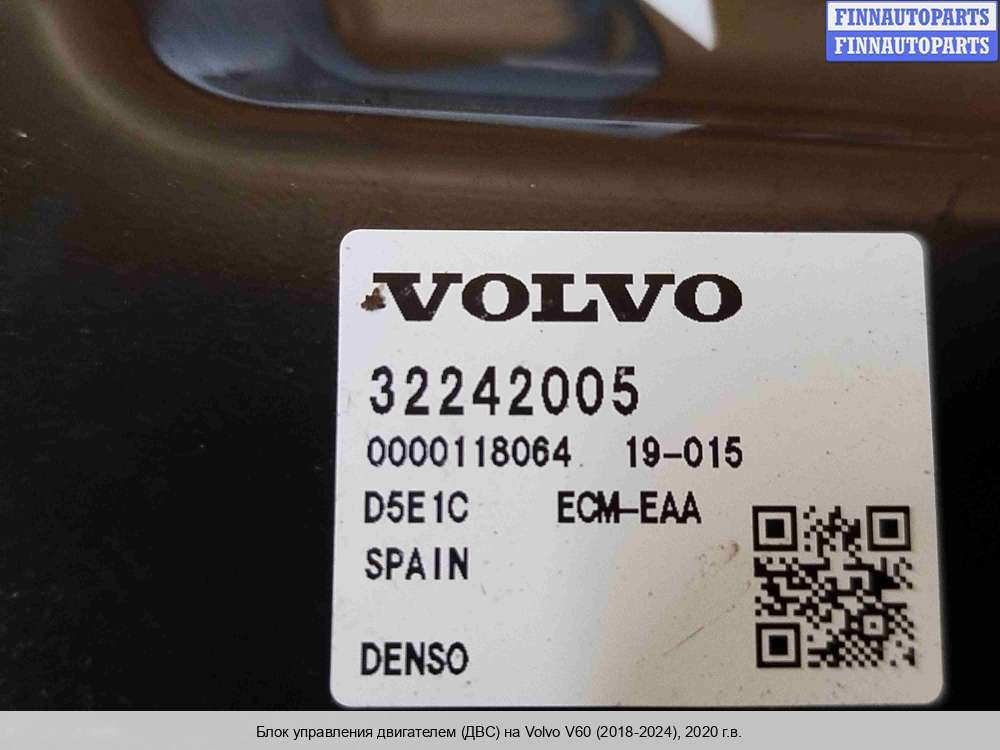 FINNAUTOPARTS
FINNAUTOPARTS
VOLVO
32242005
0000118064 19-015
D5E1C ECM-EAA
SPAIN
DENSO
Блок управления двигателем (ДВС) на Volvo V60 (2018-2024), 2020 г.в.